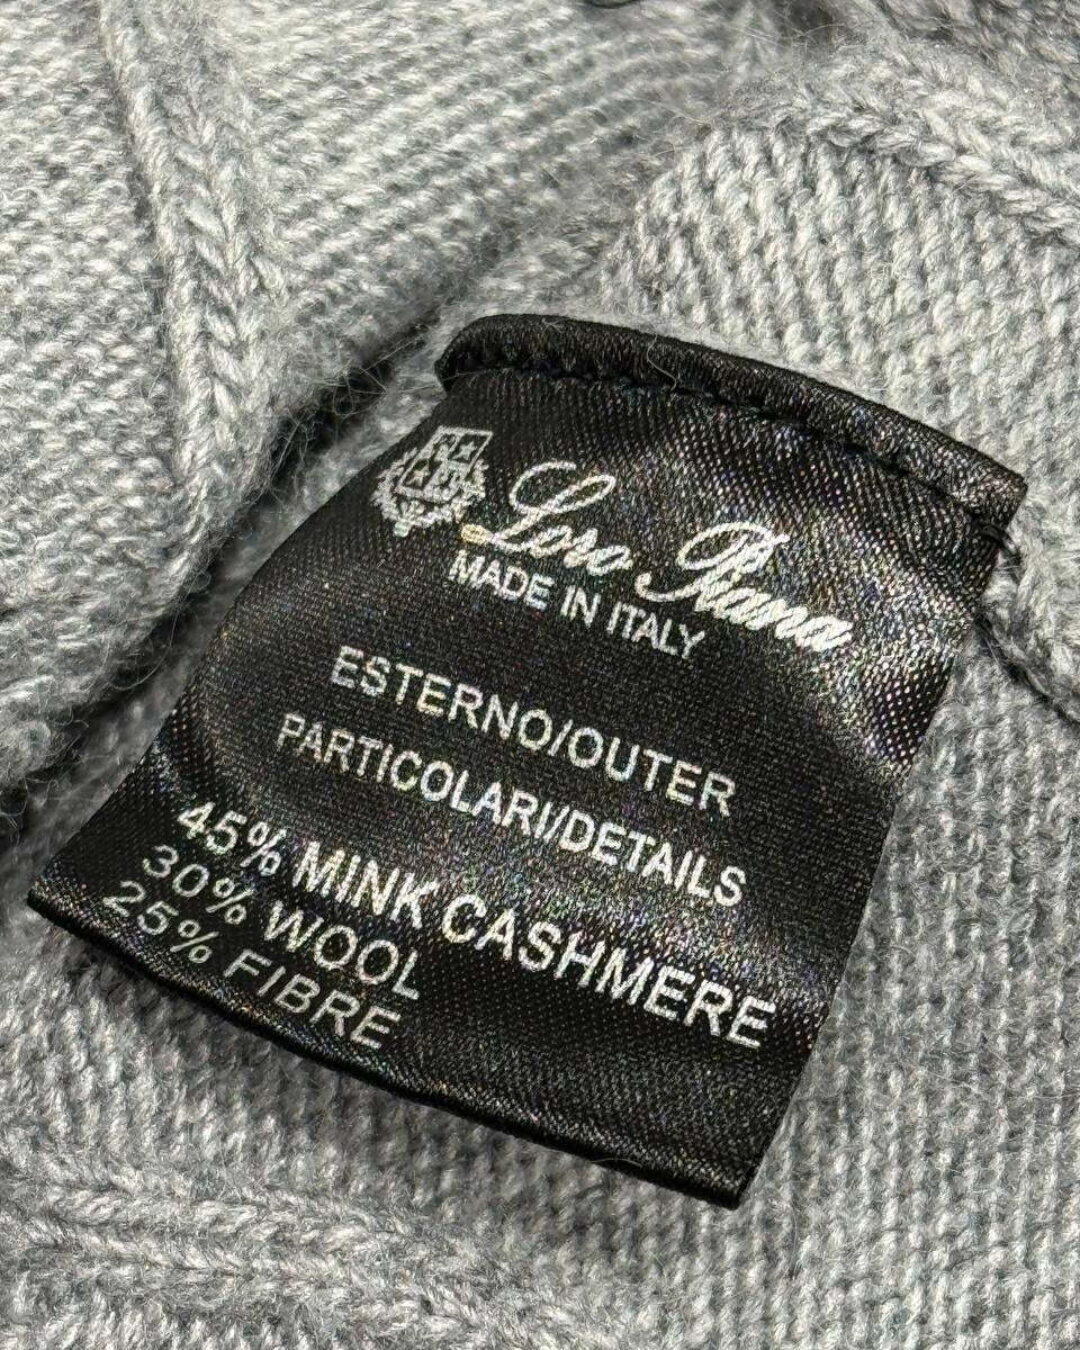 Loro Piana
MADE IN ITALY
ESTERNO/OUTER
PARTICOLARI/DETAILS
45% MINK CASHMERE
30% WOOL
25% FIBRE